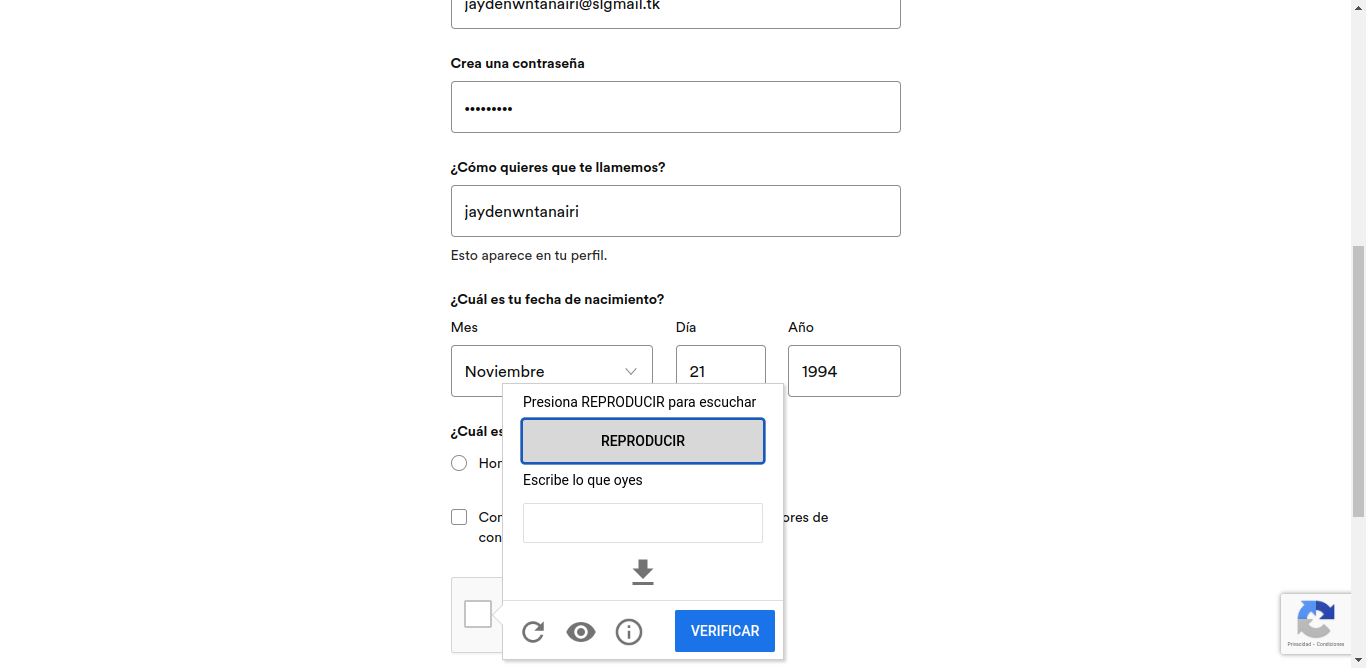 jaydenwntanairi@slgmail.tk
Crea una contraseña
•••••••••
¿Cómo quieres que te llamemos?
jaydenwntanairi
Esto aparece en tu perfil.
¿Cuál es tu fecha de nacimiento?
Mes Día Año
Noviembre 21 1994
Presiona REPRODUCIR para escuchar
¿Cuál es
REPRODUCIR
Hor
Escribe lo que oyes
Con
ores de
con
VERIFICAR
Privacidad - Condiciones